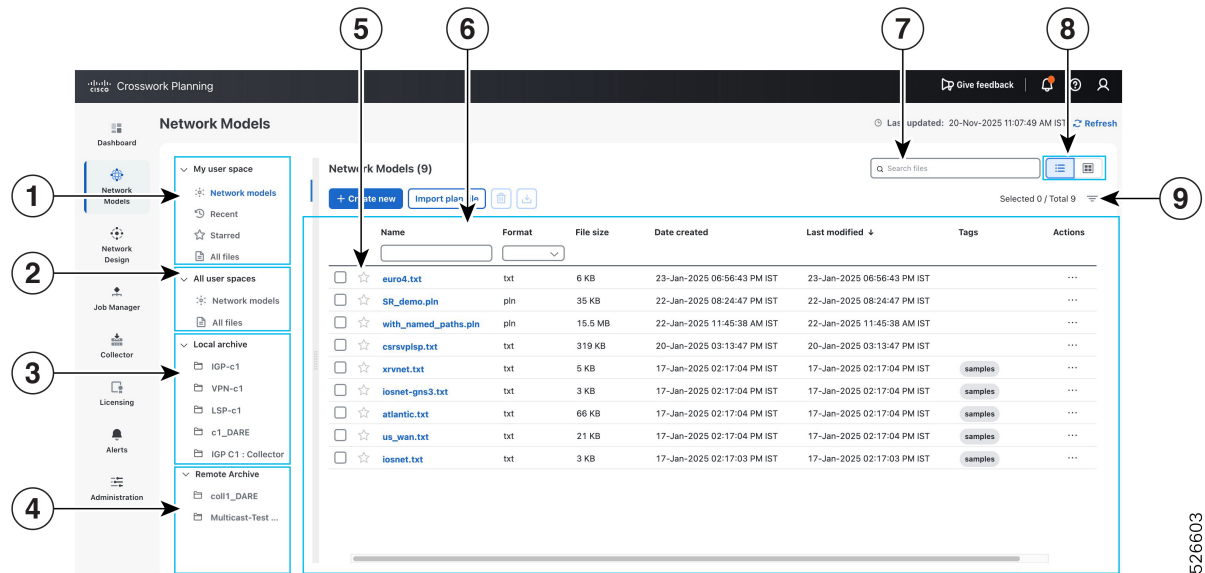 5 6 7 8
cisco Crosswork Planning Give feedback
Network Models Last updated: 20-Nov-2025 11:07:49 AM IST Refresh
Dashboard
Network Models
Network Design
Job Manager
Collector
Licensing
Alerts
Administration
1
2
3
4
My user space
Network models
Recent
Starred
All files
All user spaces
Network models
All files
Local archive
IGP-c1
VPN-c1
LSP-c1
c1_DARE
IGP C1 : Collector
Remote Archive
coll1_DARE
Multicast-Test ...
Network Models (9) Search files
+ Create new Import plan file Selected 0 / Total 9
9
Name Format File size Date created Last modified ↓ Tags Actions
euro4.txt txt 6 KB 23-Jan-2025 06:56:43 PM IST 23-Jan-2025 06:56:43 PM IST ...
SR_demo.pln pln 35 KB 22-Jan-2025 08:24:47 PM IST 22-Jan-2025 08:24:47 PM IST ...
with_named_paths.pln pln 15.5 MB 22-Jan-2025 11:45:38 AM IST 22-Jan-2025 11:45:38 AM IST ...
csrsvplsp.txt txt 319 KB 20-Jan-2025 03:13:47 PM IST 20-Jan-2025 03:13:47 PM IST ...
xrvnet.txt txt 5 KB 17-Jan-2025 02:17:04 PM IST 17-Jan-2025 02:17:04 PM IST samples ...
iosnet-gns3.txt txt 3 KB 17-Jan-2025 02:17:04 PM IST 17-Jan-2025 02:17:04 PM IST samples ...
atlantic.txt txt 66 KB 17-Jan-2025 02:17:04 PM IST 17-Jan-2025 02:17:04 PM IST samples ...
us_wan.txt txt 21 KB 17-Jan-2025 02:17:04 PM IST 17-Jan-2025 02:17:04 PM IST samples ...
iosnet.txt txt 3 KB 17-Jan-2025 02:17:03 PM IST 17-Jan-2025 02:17:03 PM IST samples ...
526603